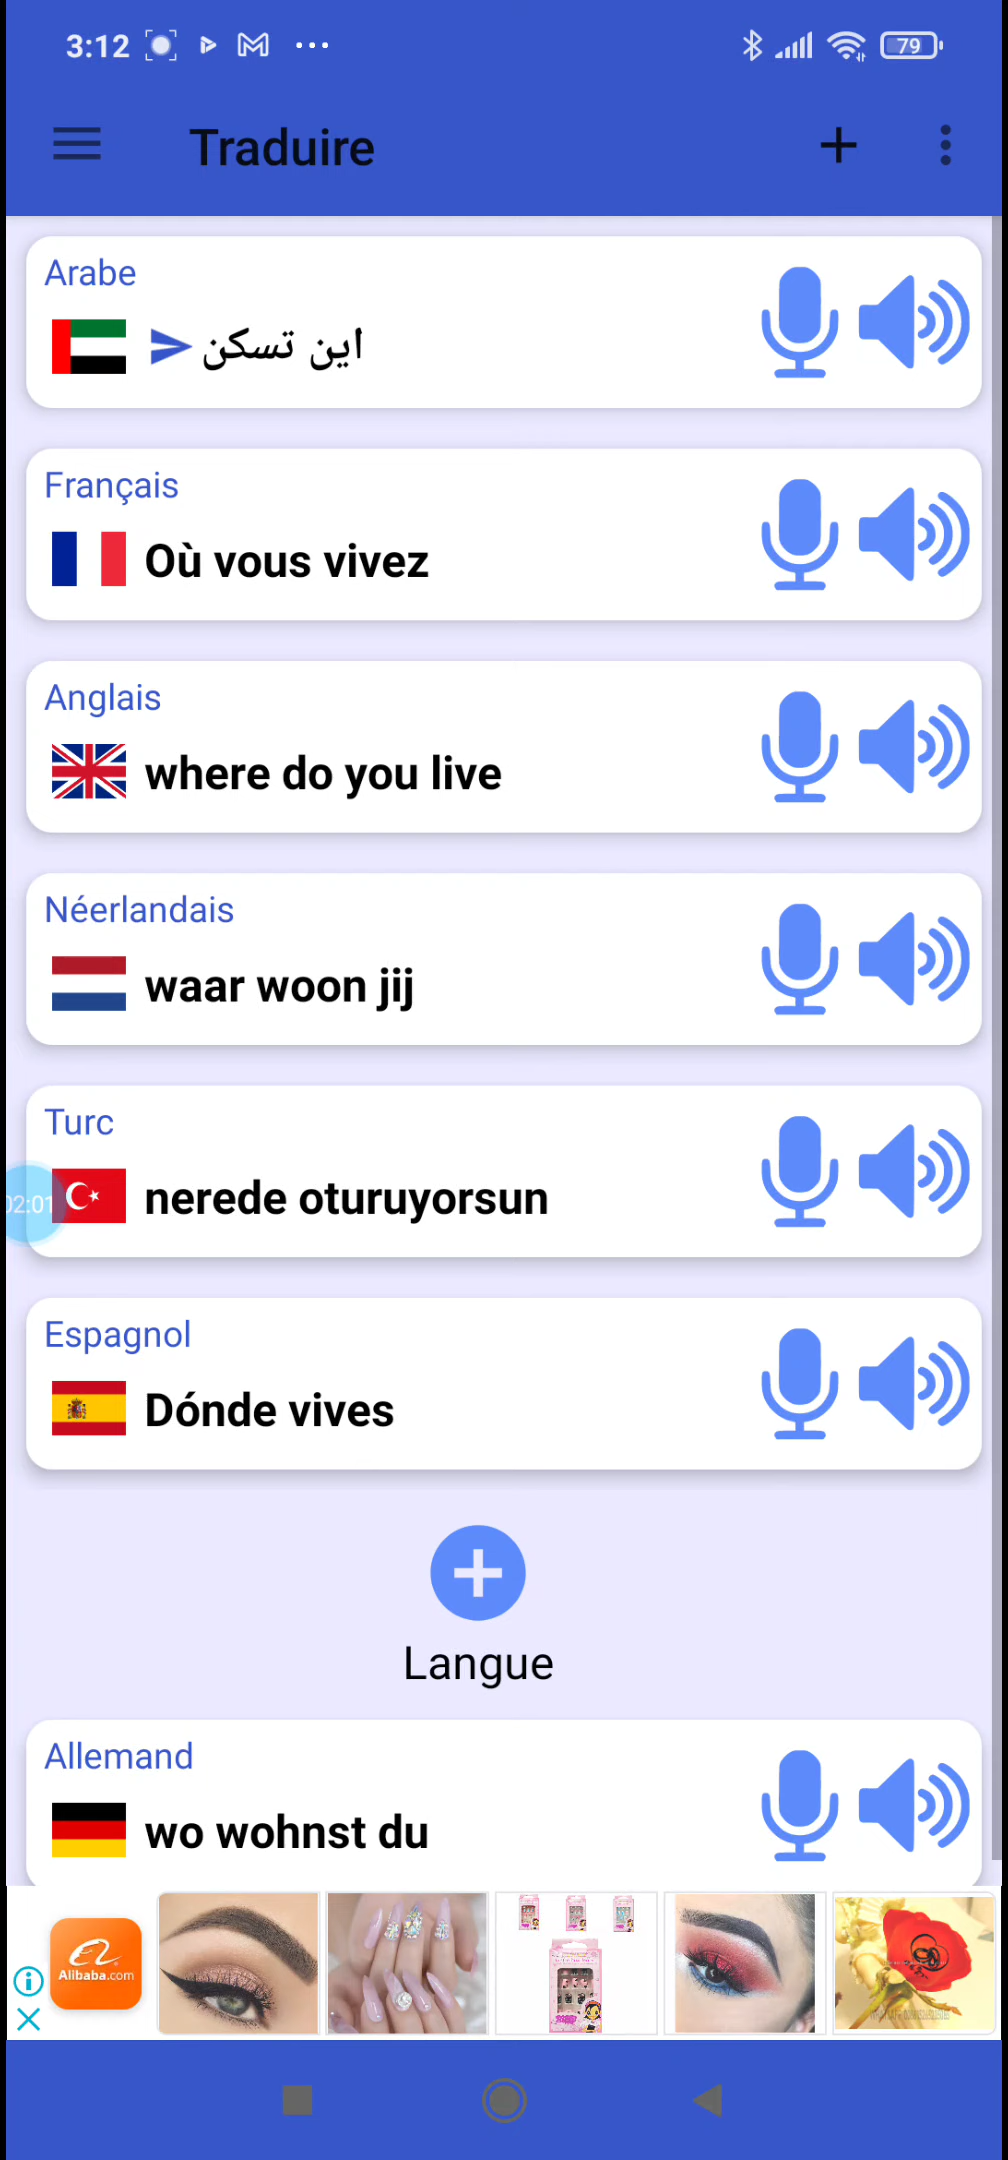 3:12
79
Traduire
Arabe
اين تسكن
Français
Où vous vivez
Anglais
where do you live
Néerlandais
waar woon jij
Turc
02:01
nerede oturuyorsun
Espagnol
Dónde vives
Langue
Allemand
wo wohnst du
Alibaba.com